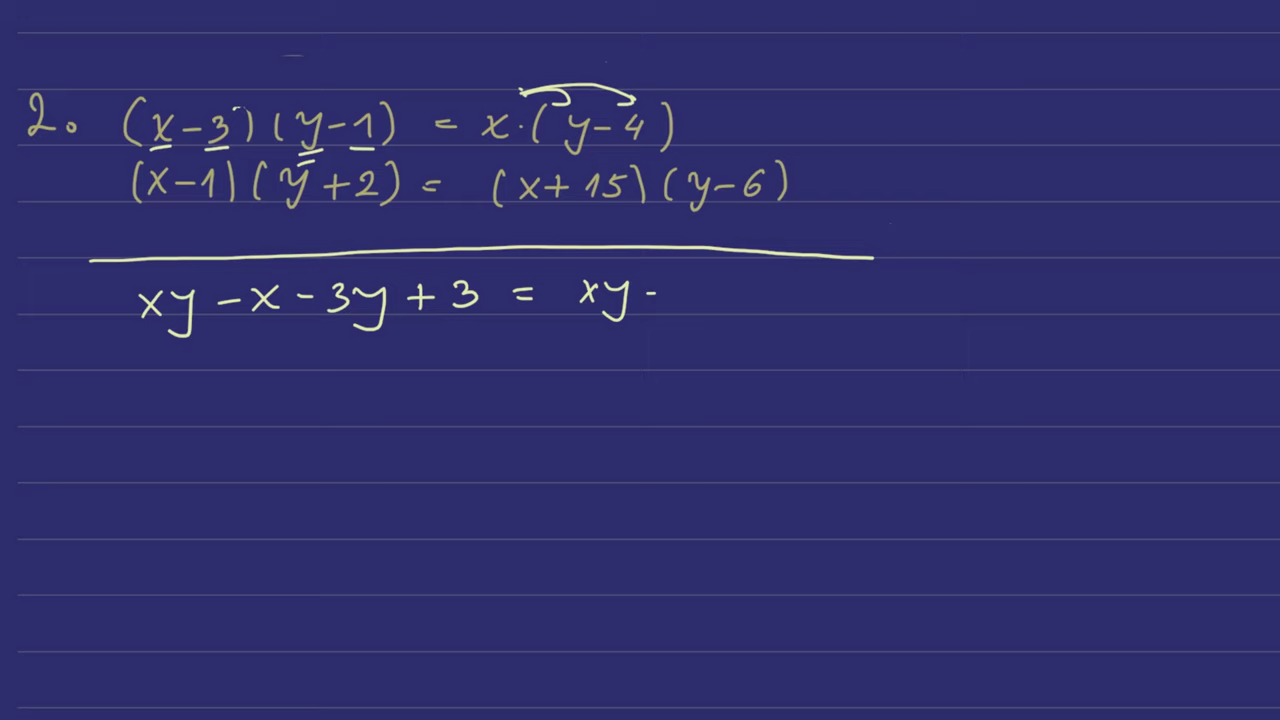 2. (x-3)(y-1) = x·(y-4)
(x-1)(y+2) = (x+15)(y-6)
xy - x - 3y + 3 = xy -